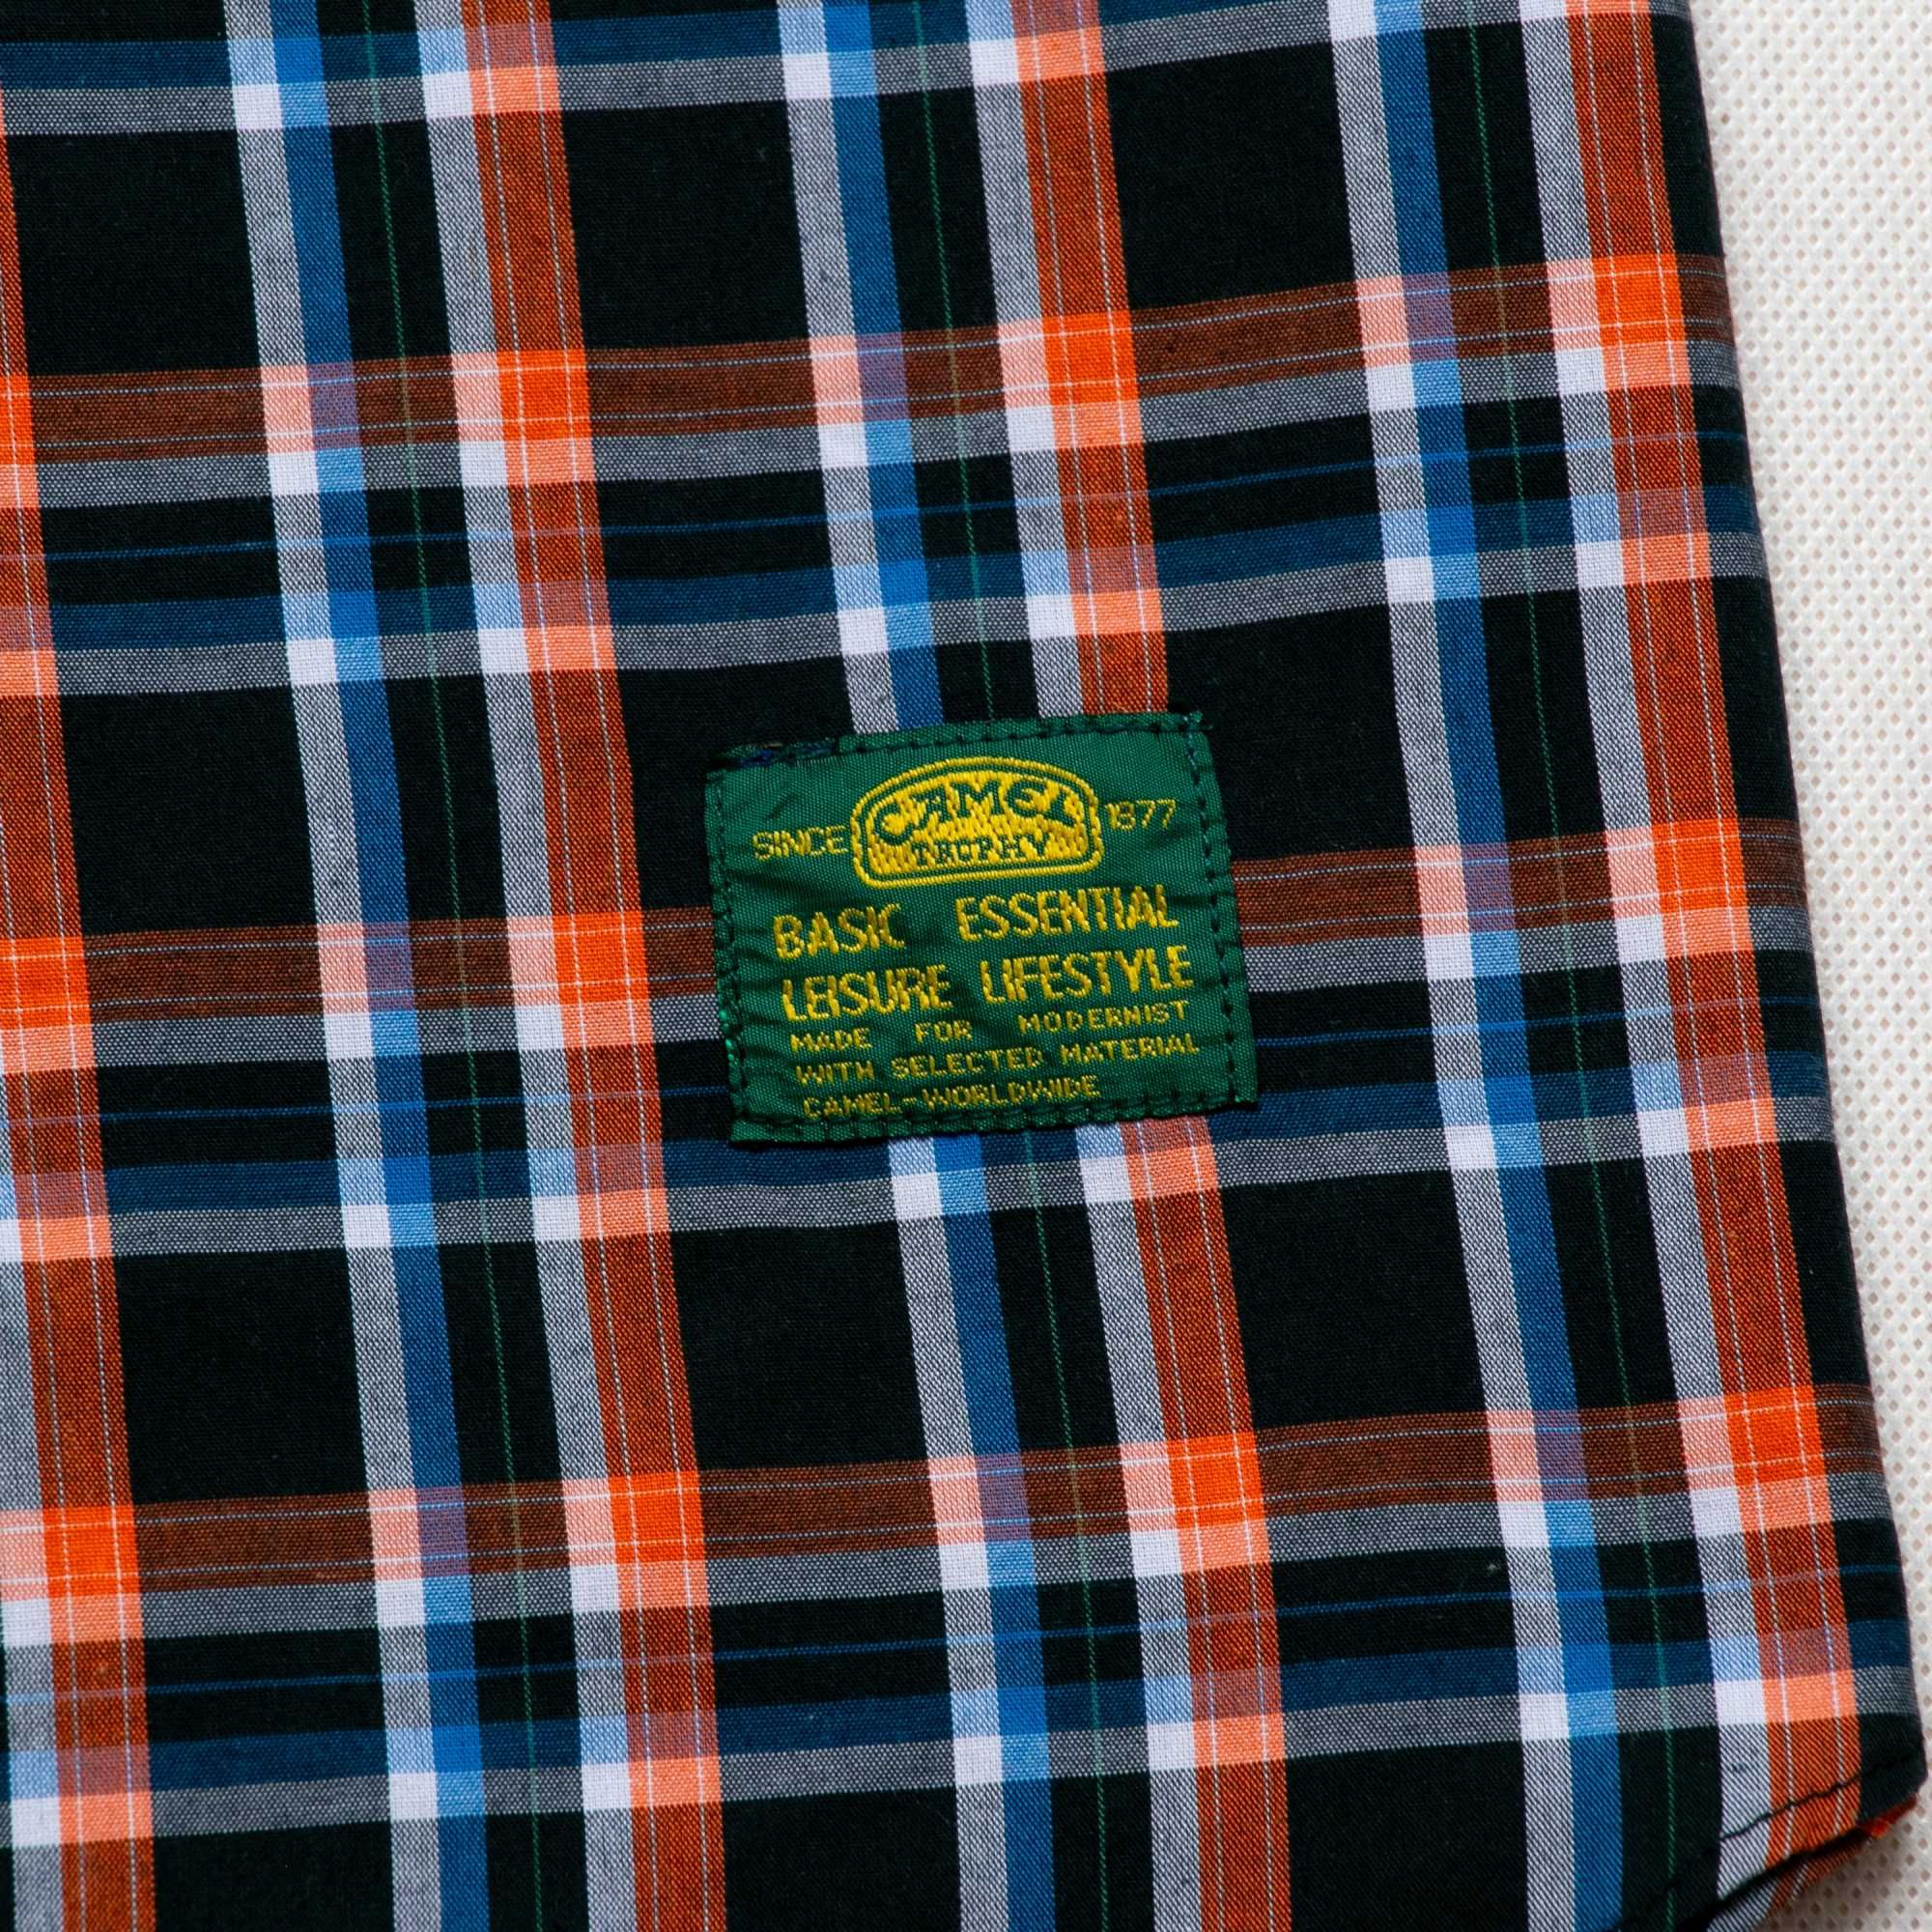 SINCE CAMEL TROPHY 1877
BASIC ESSENTIAL
LEISURE LIFESTYLE
MADE FOR MODERNIST
WITH SELECTED MATERIAL
CAMEL-WORLDWIDE